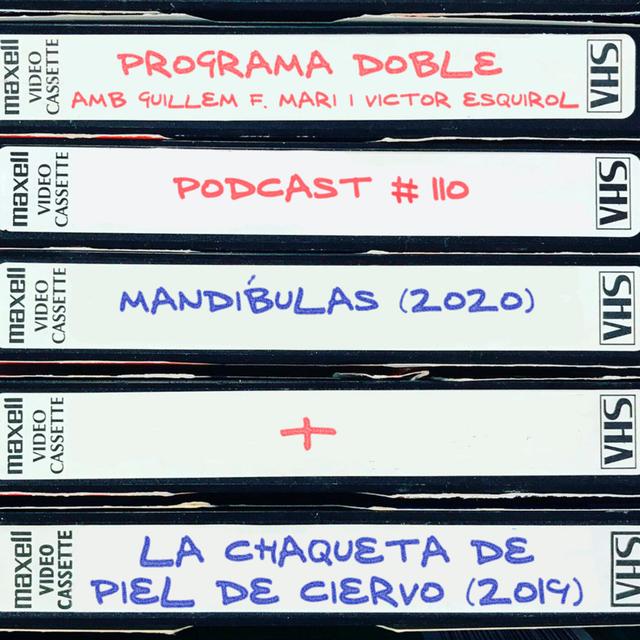 maxell
VIDEO
CASSETTE
PROGRAMA DOBLE
AMB GUILLEM F. MARI I VICTOR ESQUIROL
VHS
maxell
VIDEO
CASSETTE
PODCAST # 110
VHS
maxell
VIDEO
CASSETTE
MANDÍBULAS (2020)
VHS
maxell
VIDEO
CASSETTE
+
VHS
maxell
VIDEO
CASSETTE
LA CHAQUETA DE
PIEL DE CIERVO (2019)
VHS